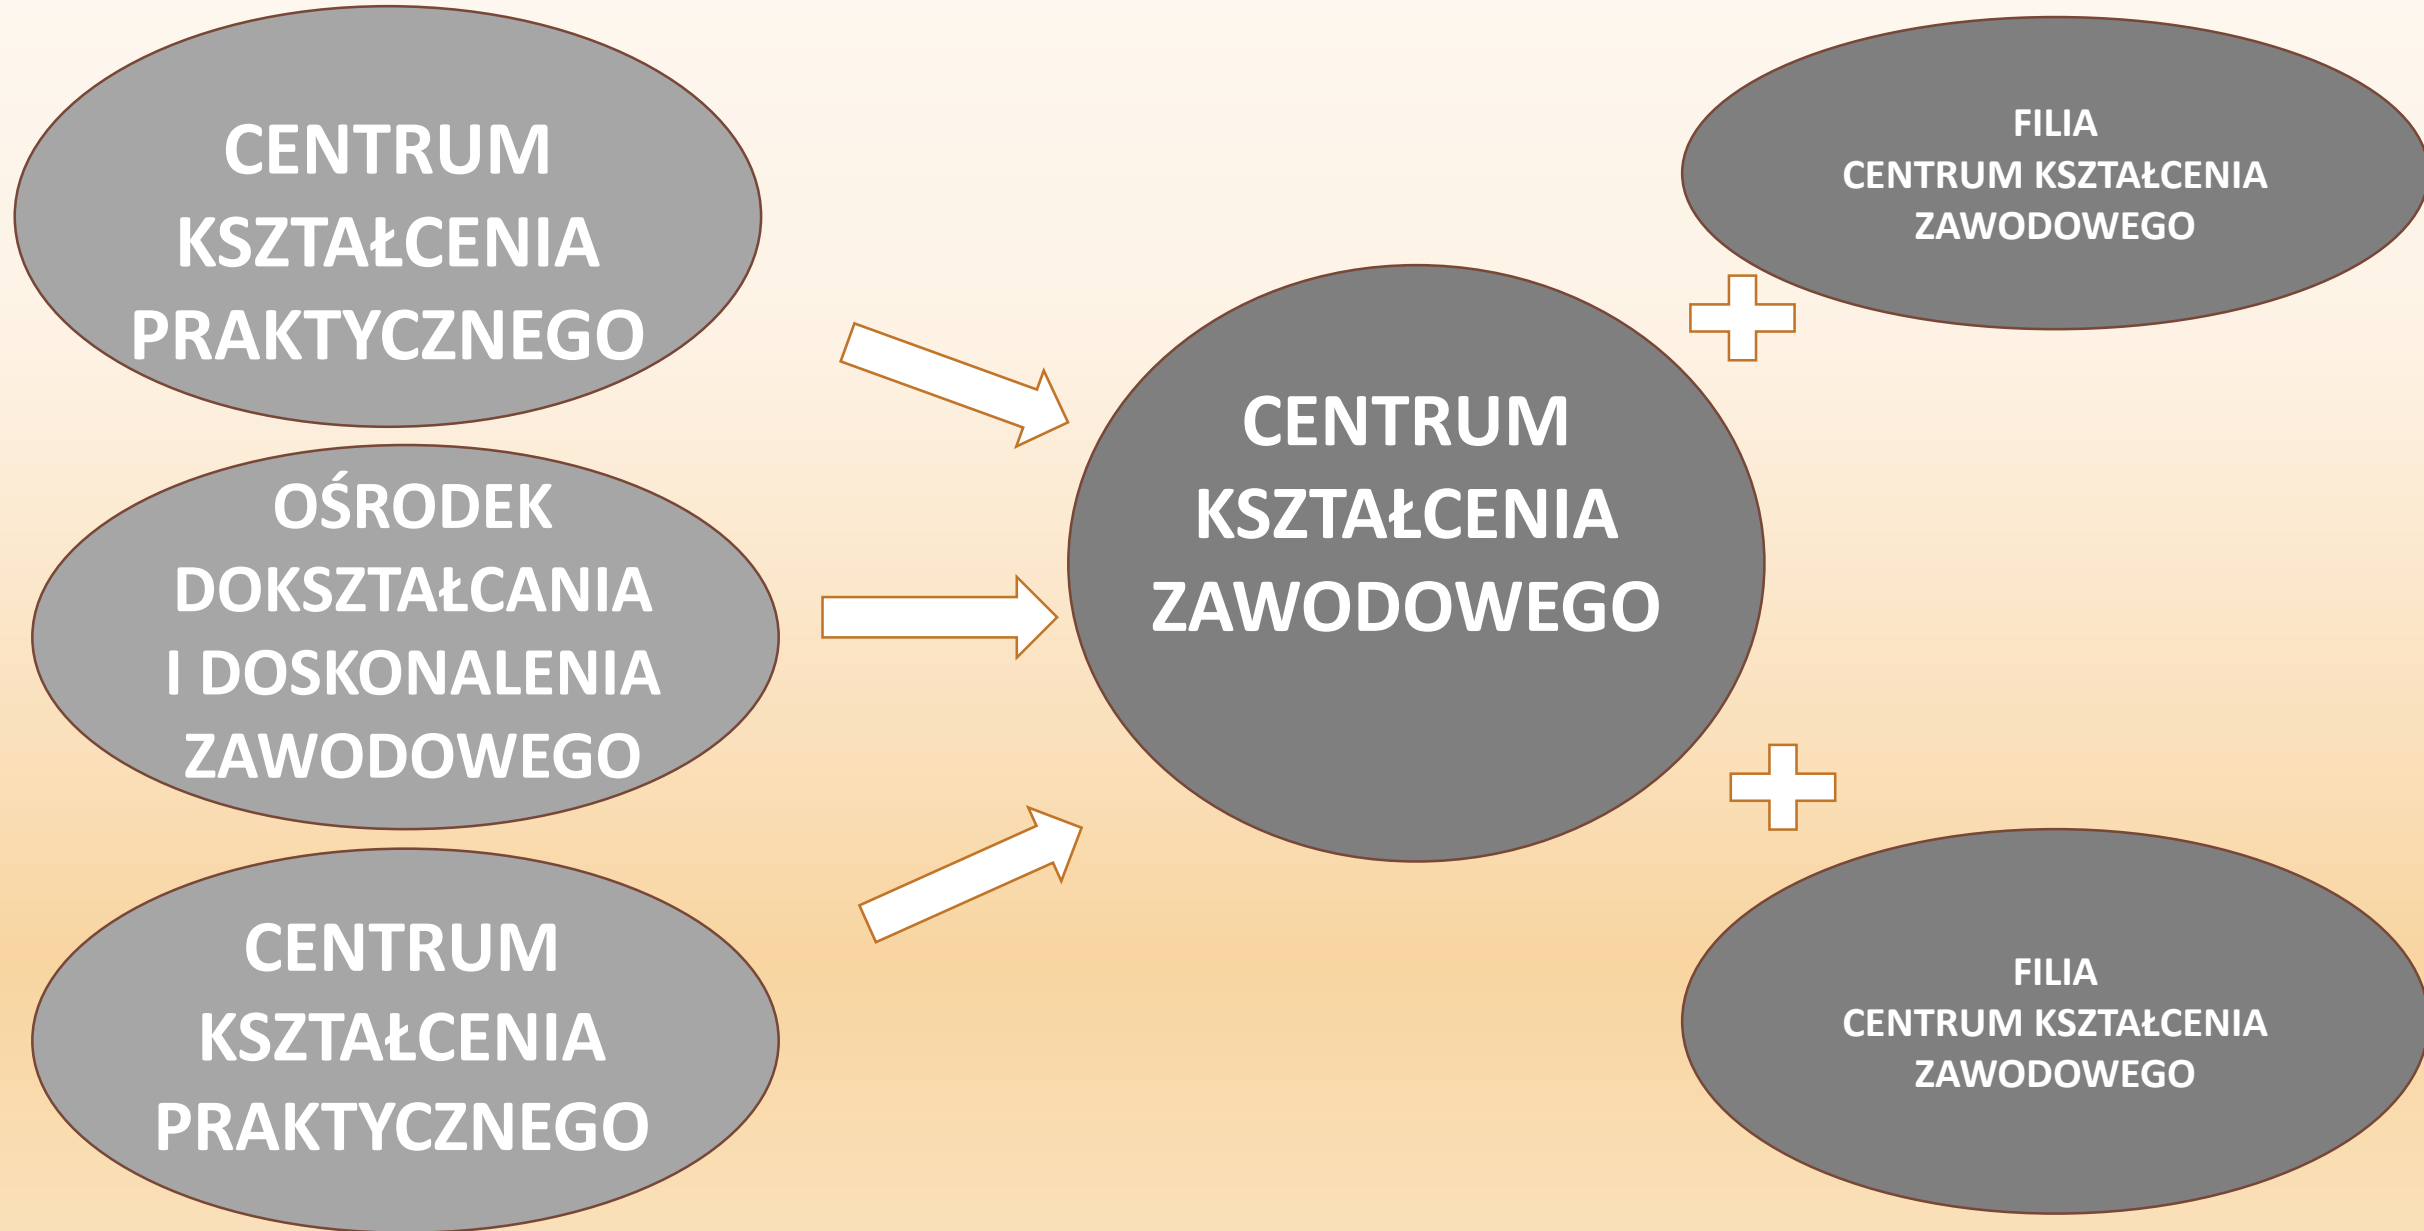 CENTRUM
KSZTAŁCENIA
PRAKTYCZNEGO
OŚRODEK
DOKSZTAŁCANIA
I DOSKONALENIA
ZAWODOWEGO
CENTRUM
KSZTAŁCENIA
PRAKTYCZNEGO
CENTRUM
KSZTAŁCENIA
ZAWODOWEGO
FILIA
CENTRUM KSZTAŁCENIA
ZAWODOWEGO
FILIA
CENTRUM KSZTAŁCENIA
ZAWODOWEGO